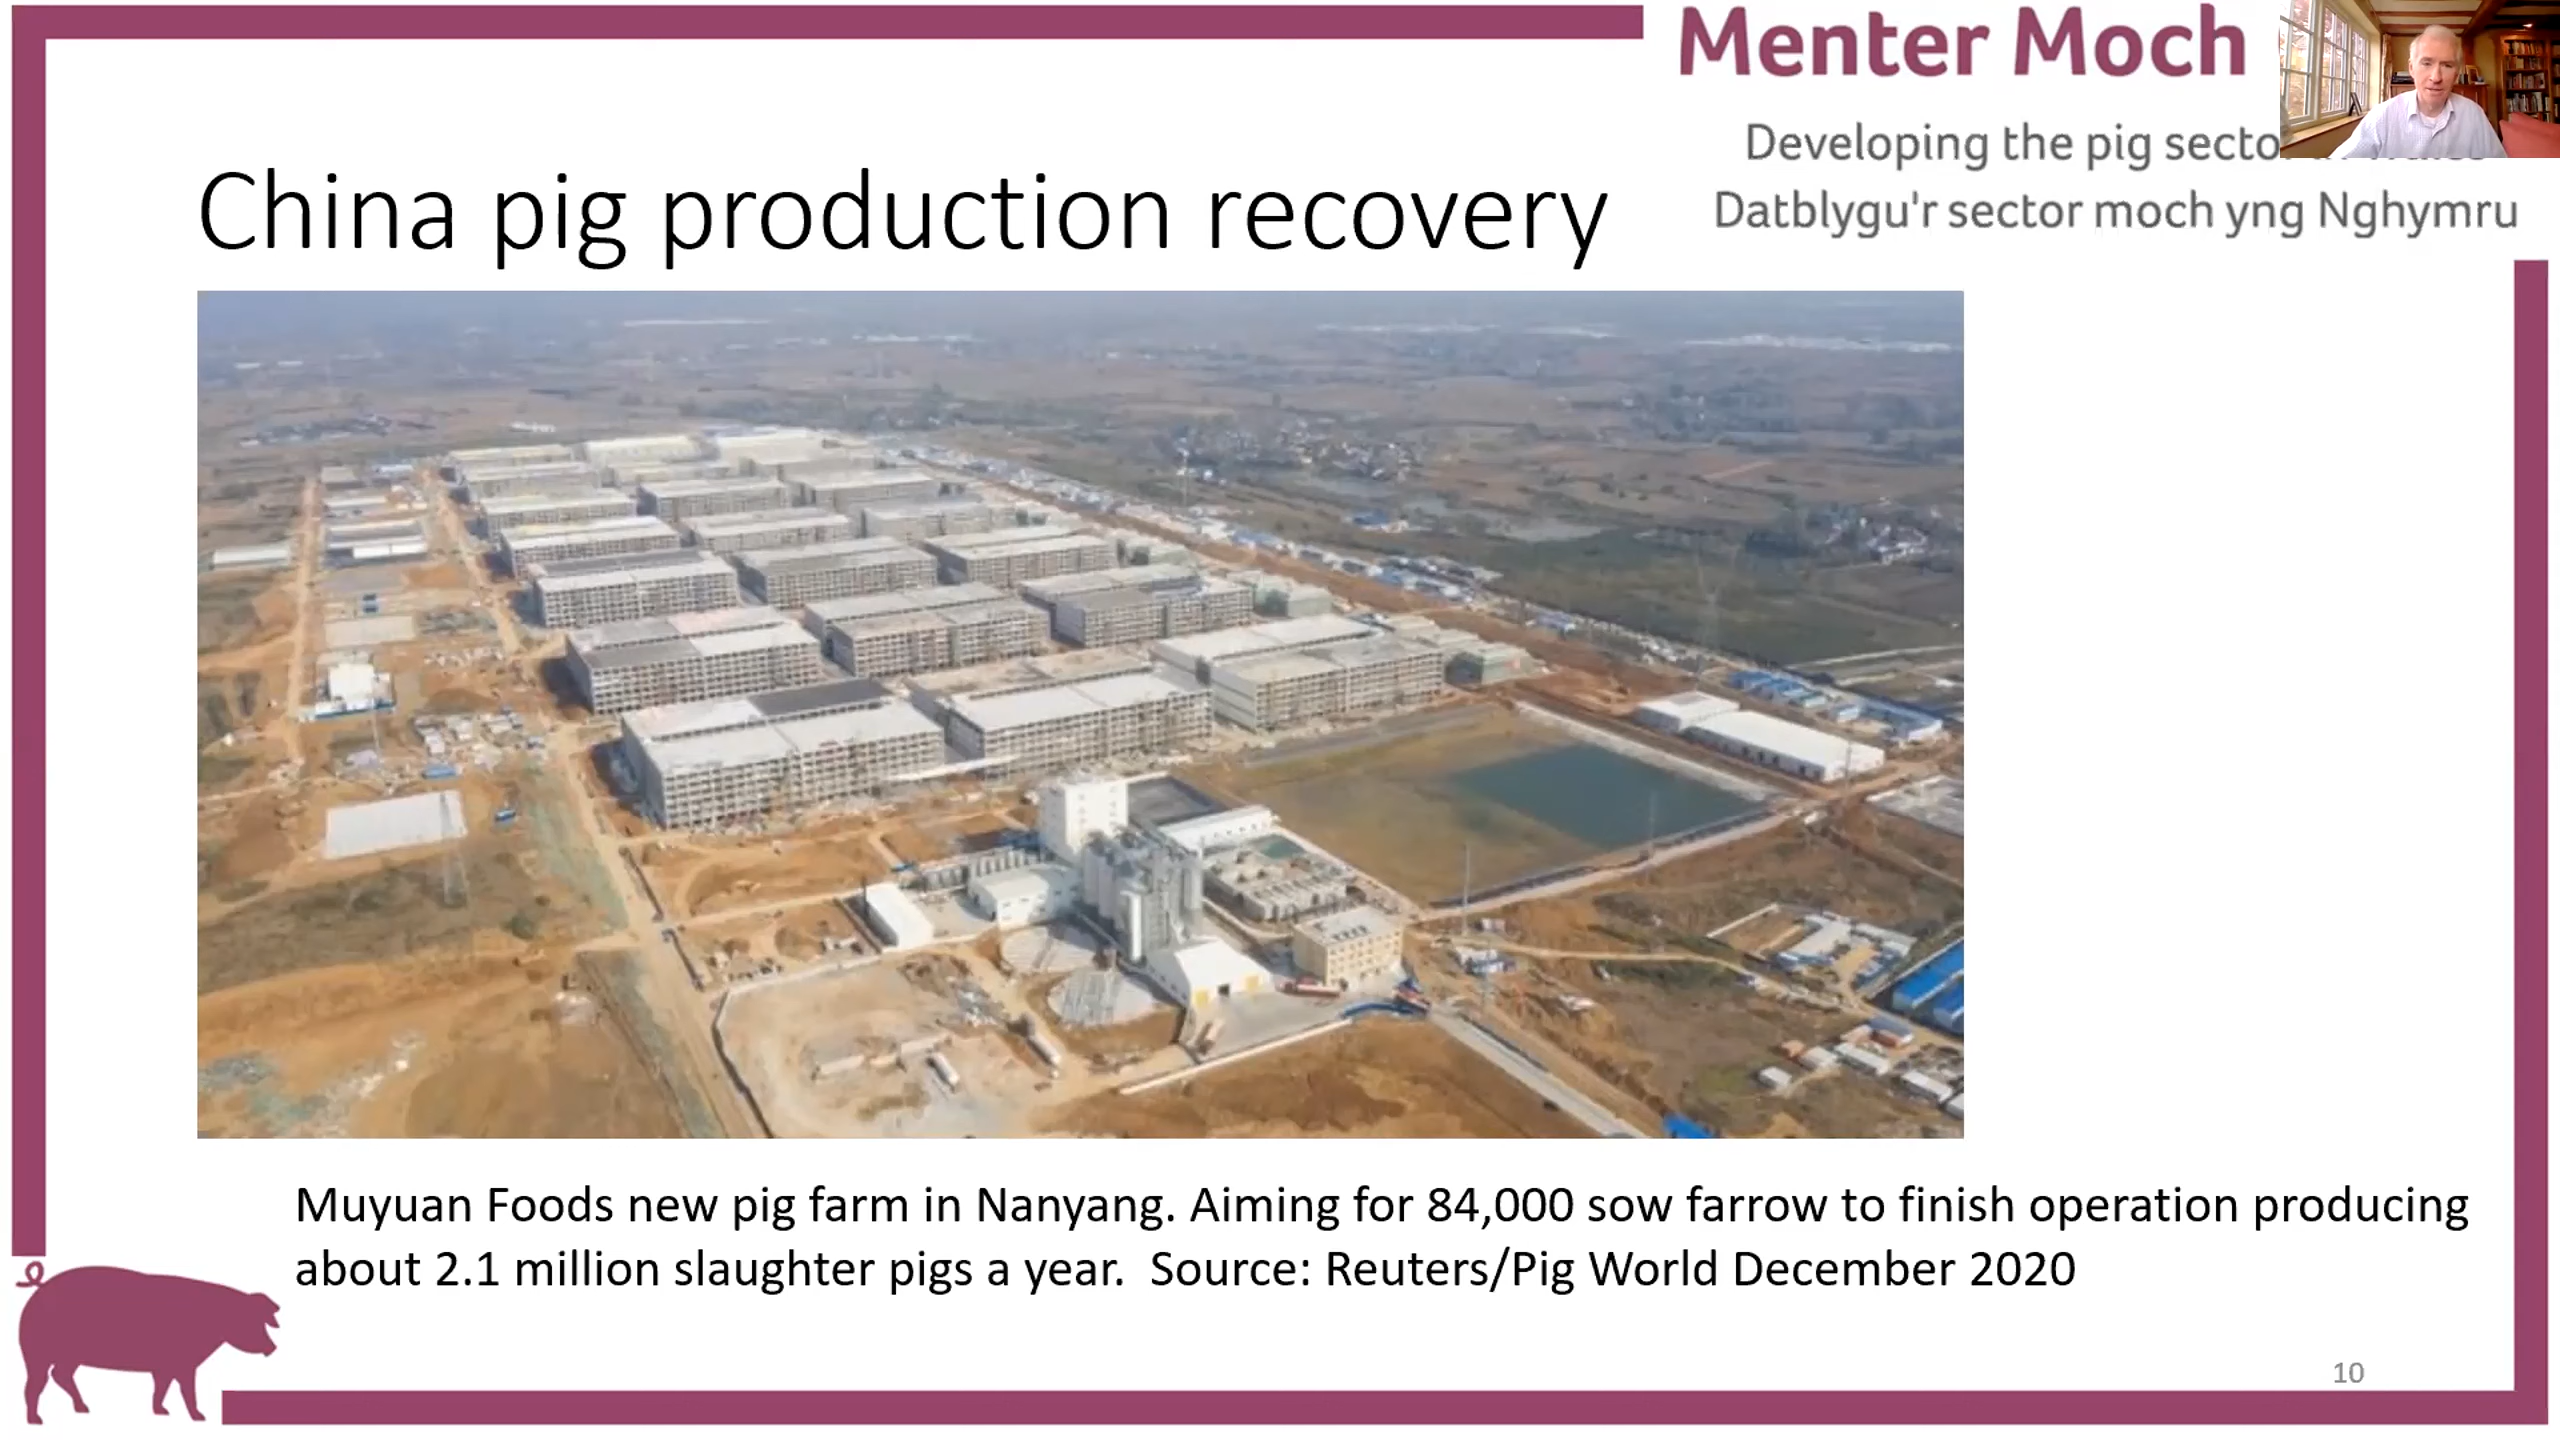 Menter Moch
Developing the pig secto
Datblygu'r sector moch yng Nghymru
China pig production recovery
Muyuan Foods new pig farm in Nanyang. Aiming for 84,000 sow farrow to finish operation producing
about 2.1 million slaughter pigs a year.  Source: Reuters/Pig World December 2020
10